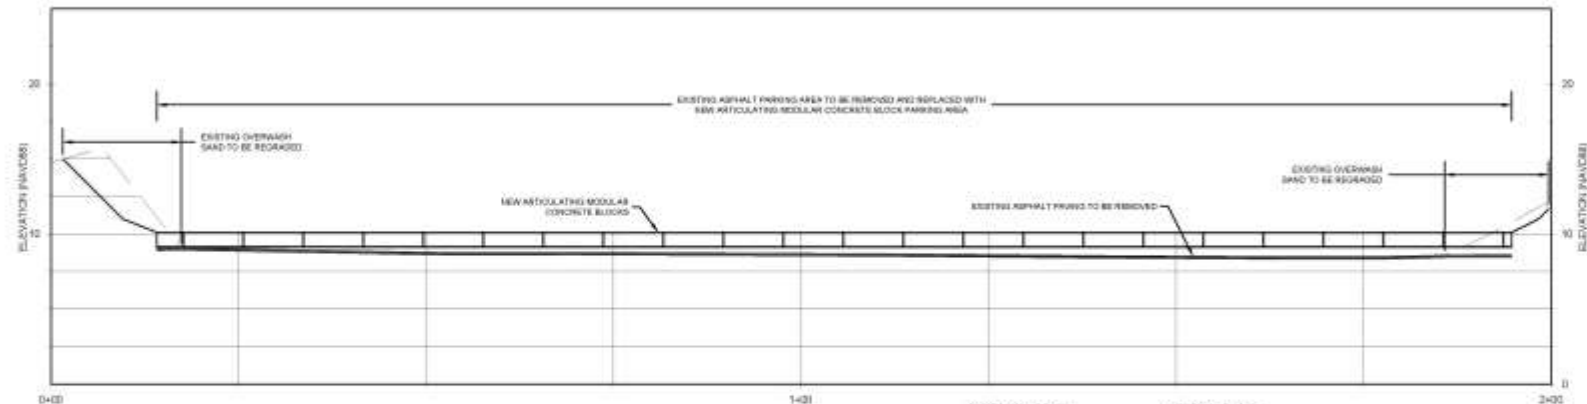 20
20
EXISTING ASPHALT PARKING AREA TO BE REMOVED AND REPLACED WITH
NEW ARTICULATING MODULAR CONCRETE BLOCK PARKING AREA
EXISTING OVERWASH
SAND TO BE REGRADED
EXISTING OVERWASH
SAND TO BE REGRADED
ELEVATION (NAVD88)
ELEVATION (NAVD88)
NEW ARTICULATING MODULAR
CONCRETE BLOCKS
EXISTING ASPHALT PAVING TO BE REMOVED
10
10
0
0+00
1+00
2+00